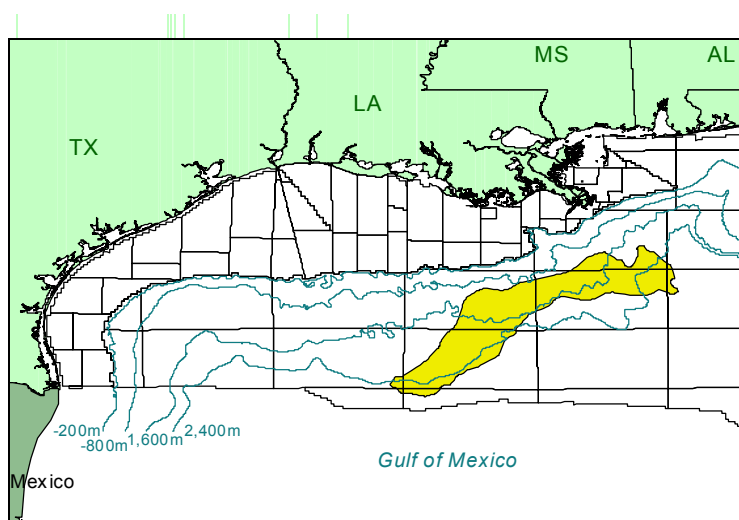 MS
AL
LA
TX
-200m
-800m
1,600m
2,400m
Gulf of Mexico
Mexico